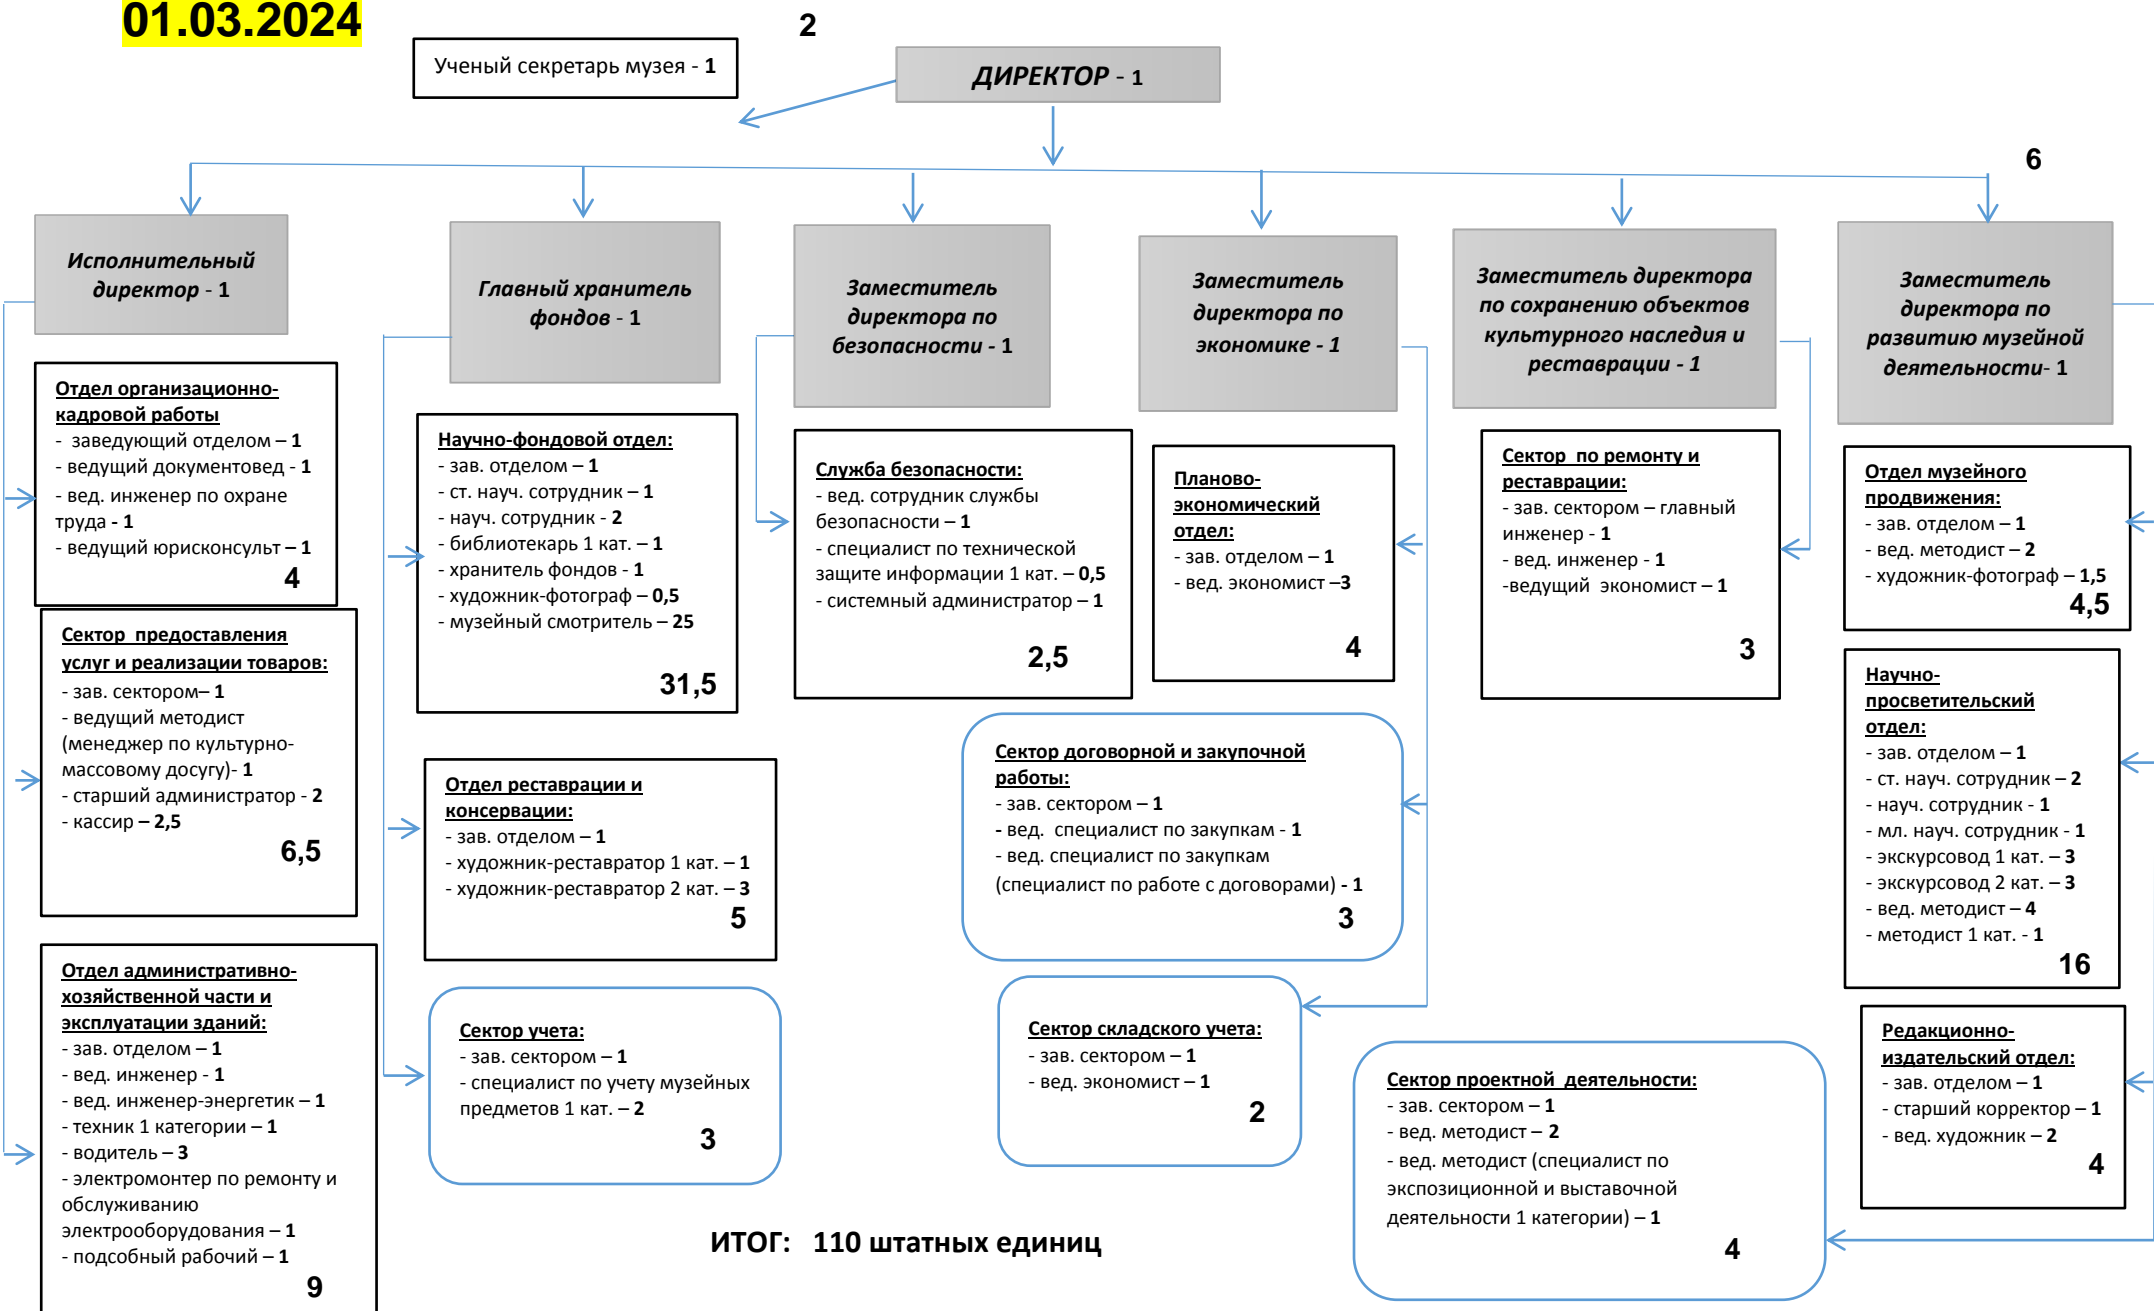 01.03.2024
2
Ученый секретарь музея - 1
ДИРЕКТОР - 1
6
Исполнительный
директор - 1
Главный хранитель
фондов - 1
Заместитель
директора по
безопасности - 1
Заместитель
директора по
экономике - 1
Заместитель директора
по сохранению объектов
культурного наследия и
реставрации - 1
Заместитель
директора по
развитию музейной
деятельности- 1
Отдел организационно-
кадровой работы
- заведующий отделом – 1
- ведущий документовед - 1
- вед. инженер по охране
труда - 1
- ведущий юрисконсульт – 1
4
Сектор предоставления
услуг и реализации товаров:
- зав. сектором– 1
- ведущий методист
(менеджер по культурно-
массовому досугу)- 1
- старший администратор - 2
- кассир – 2,5
6,5
Отдел административно-
хозяйственной части и
эксплуатации зданий:
- зав. отделом – 1
- вед. инженер - 1
- вед. инженер-энергетик – 1
- техник 1 категории – 1
- водитель – 3
- электромонтер по ремонту и
обслуживанию
электрооборудования – 1
- подсобный рабочий – 1
9
Научно-фондовой отдел:
- зав. отделом – 1
- ст. науч. сотрудник – 1
- науч. сотрудник - 2
- библиотекарь 1 кат. – 1
- хранитель фондов - 1
- художник-фотограф – 0,5
- музейный смотритель – 25
31,5
Отдел реставрации и
консервации:
- зав. отделом – 1
- художник-реставратор 1 кат. – 1
- художник-реставратор 2 кат. – 3
5
Сектор учета:
- зав. сектором – 1
- специалист по учету музейных
предметов 1 кат. – 2
3
Служба безопасности:
- вед. сотрудник службы
безопасности – 1
- специалист по технической
защите информации 1 кат. – 0,5
- системный администратор – 1
2,5
Планово-
экономический
отдел:
- зав. отделом – 1
- вед. экономист –3
4
Сектор договорной и закупочной
работы:
- зав. сектором – 1
- вед. специалист по закупкам - 1
- вед. специалист по закупкам
(специалист по работе с договорами) - 1
3
Сектор складского учета:
- зав. сектором – 1
- вед. экономист – 1
2
Сектор по ремонту и
реставрации:
- зав. сектором – главный
инженер - 1
- вед. инженер - 1
-ведущий экономист – 1
3
Отдел музейного
продвижения:
- зав. отделом – 1
- вед. методист – 2
- художник-фотограф – 1,5
4,5
Научно-
просветительский
отдел:
- зав. отделом – 1
- ст. науч. сотрудник – 2
- науч. сотрудник - 1
- мл. науч. сотрудник - 1
- экскурсовод 1 кат. – 3
- экскурсовод 2 кат. – 3
- вед. методист – 4
- методист 1 кат. - 1
16
Редакционно-
издательский отдел:
- зав. отделом – 1
- старший корректор – 1
- вед. художник – 2
4
Сектор проектной деятельности:
- зав. сектором – 1
- вед. методист – 2
- вед. методист (специалист по
экспозиционной и выставочной
деятельности 1 категории) – 1
4
ИТОГ: 110 штатных единиц